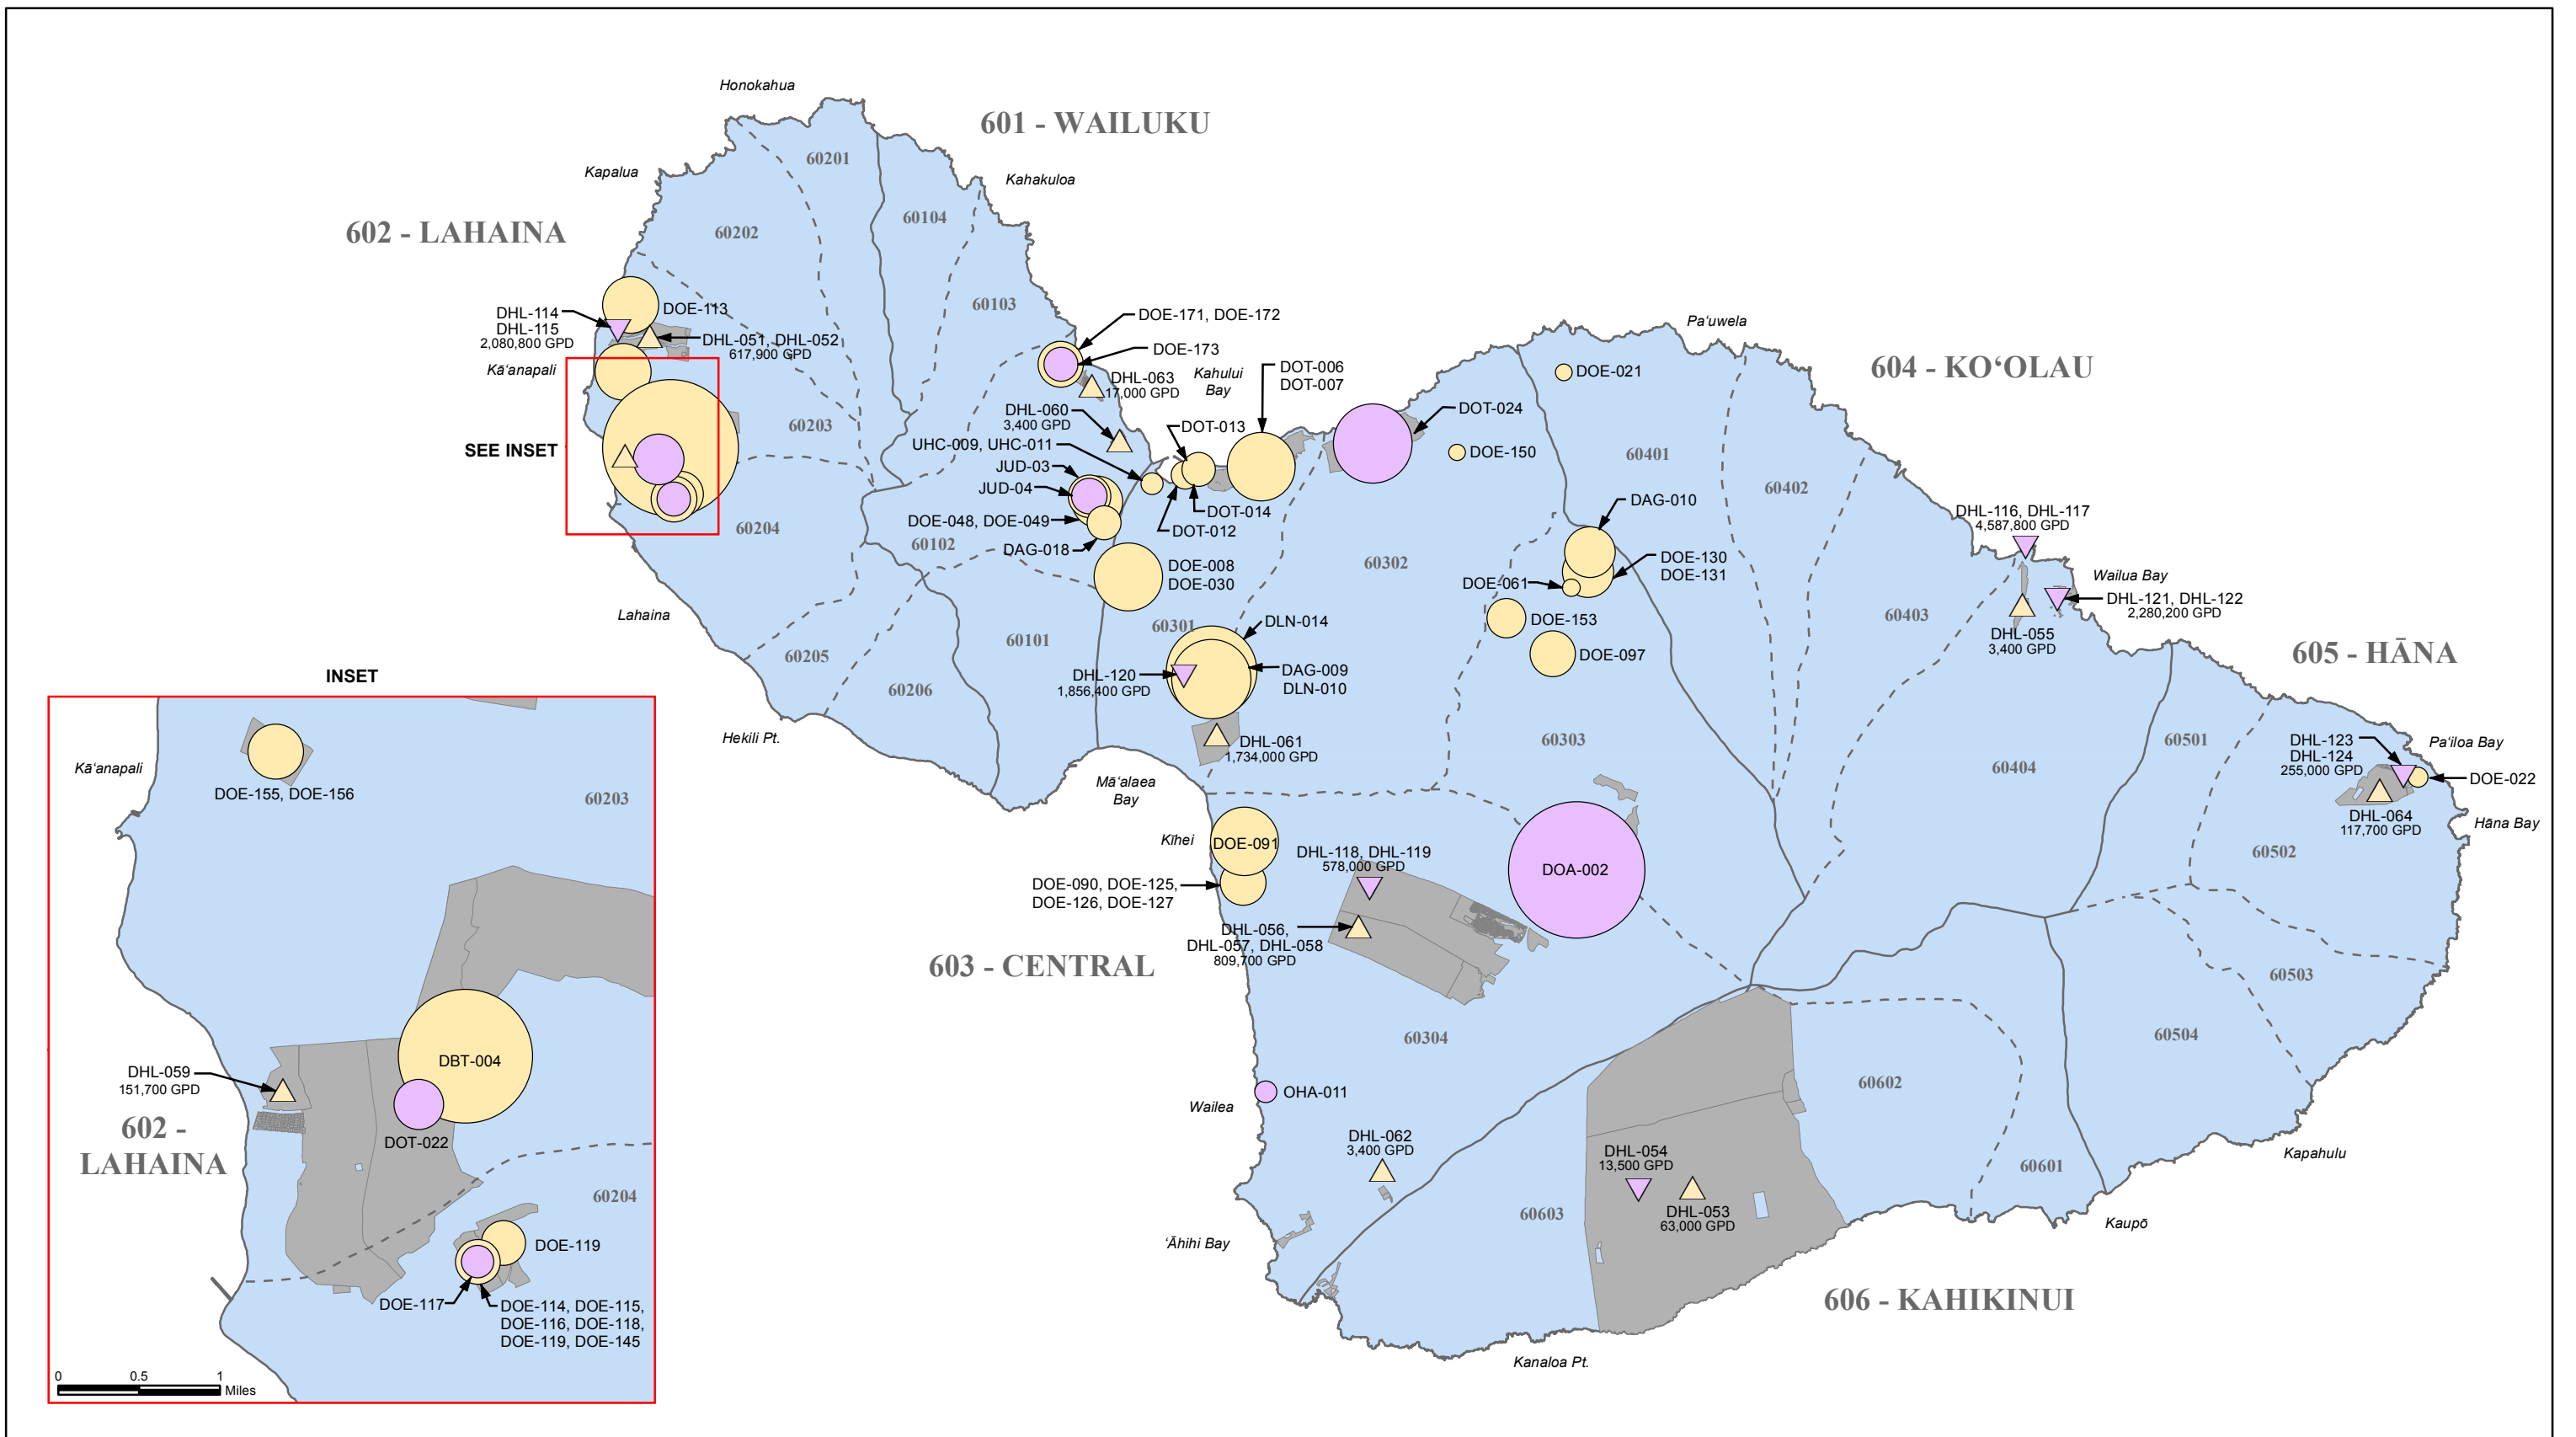 Honokahua
601 - WAILUKU
60201
Kapalua
Kahakuloa
602 - LAHAINA
60202
60104
60103
DHL-114
DHL-115
2,080,800 GPD
DOE-113
DHL-051, DHL-052
617,900 GPD
Kā‘anapali
SEE INSET
60203
60204
Lahaina
60205
60206
60101
60102
Hekili Pt.
DOE-171, DOE-172
DOE-173
DHL-063
17,000 GPD
Kahului
Bay
DHL-060
3,400 GPD
UHC-009, UHC-011
JUD-03
JUD-04
DOE-048, DOE-049
DAG-018
DOT-013
DOT-006
DOT-007
DOT-014
DOT-012
DOE-008
DOE-030
60301
DLN-014
DAG-009
DLN-010
DHL-120
1,856,400 GPD
DHL-061
1,734,000 GPD
Mā‘alaea
Bay
Pa‘uwela
604 - KO‘OLAU
DOE-021
DOT-024
DOE-150
60401
60402
60302
DAG-010
DOE-130
DOE-131
DOE-061
DOE-153
DOE-097
60303
60403
DHL-116, DHL-117
4,587,800 GPD
Wailua Bay
DHL-121, DHL-122
2,280,200 GPD
DHL-055
3,400 GPD
605 - HĀNA
60404
60501
DHL-123
DHL-124
255,000 GPD
Pa‘iloa Bay
DOE-022
DHL-064
117,700 GPD
Hāna Bay
60502
60503
60504
Kīhei
DOE-091
DOE-090, DOE-125,
DOE-126, DOE-127
DHL-118, DHL-119
578,000 GPD
DHL-056,
DHL-057, DHL-058
809,700 GPD
DOA-002
603 - CENTRAL
60304
Wailea
OHA-011
DHL-062
3,400 GPD
‘Āhihi Bay
60603
DHL-054
13,500 GPD
DHL-053
63,000 GPD
60602
60601
Kapahulu
Kaupō
606 - KAHIKINUI
Kanaloa Pt.
INSET
Kā‘anapali
DOE-155, DOE-156
60203
DHL-059
151,700 GPD
602 -
LAHAINA
DBT-004
DOT-022
60204
DOE-119
DOE-117
DOE-114, DOE-115,
DOE-116, DOE-118,
DOE-119, DOE-145
0 0.5 1
Miles